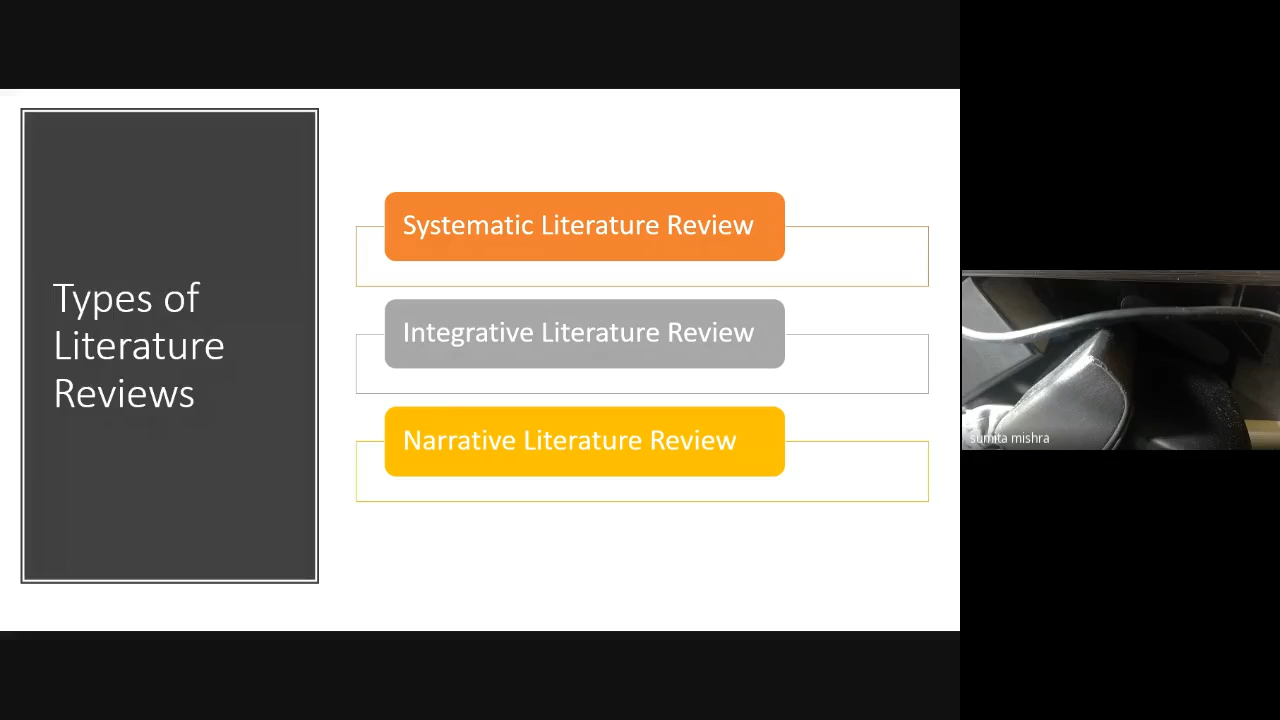 Types of
Literature
Reviews
Systematic Literature Review
Integrative Literature Review
Narrative Literature Review
sumita mishra